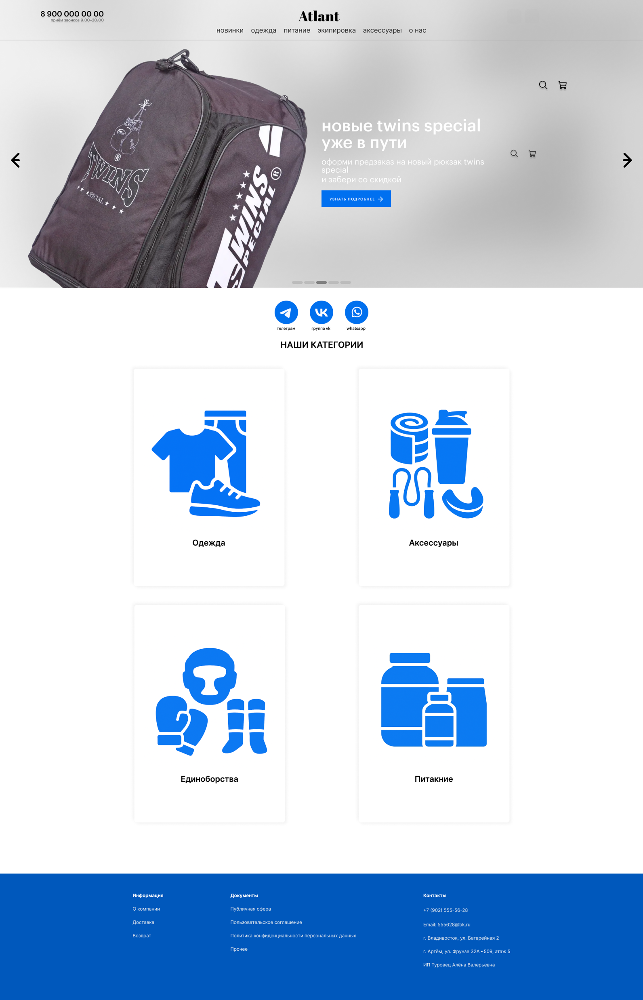 8 900 000 00 00
приём звонков 9:00–20:00
Atlant
новинки одежда питание экипировка аксессуары о нас
TWINS
SPECIAL
®
TWINS
SPECIAL
®
новые twins special
уже в пути
оформи предзаказ на новый рюкзак twins
special
и забери со скидкой
УЗНАТЬ ПОДРОБНЕЕ
телеграм
группа vk
whatsapp
НАШИ КАТЕГОРИИ
Одежда
Аксессуары
Единоборства
Питакние
Информация
О компании
Доставка
Возврат
Документы
Публичная офера
Пользовательское соглашение
Политика конфиденциальности персональных данных
Прочее
Контакты
+7 (902) 555-56-28
Email: 555628@bk.ru
г. Владивосток, ул. Батарейная 2
г. Артём, ул. Фрунзе 32А • 509, этаж 5
ИП Туровец Алёна Валерьевна